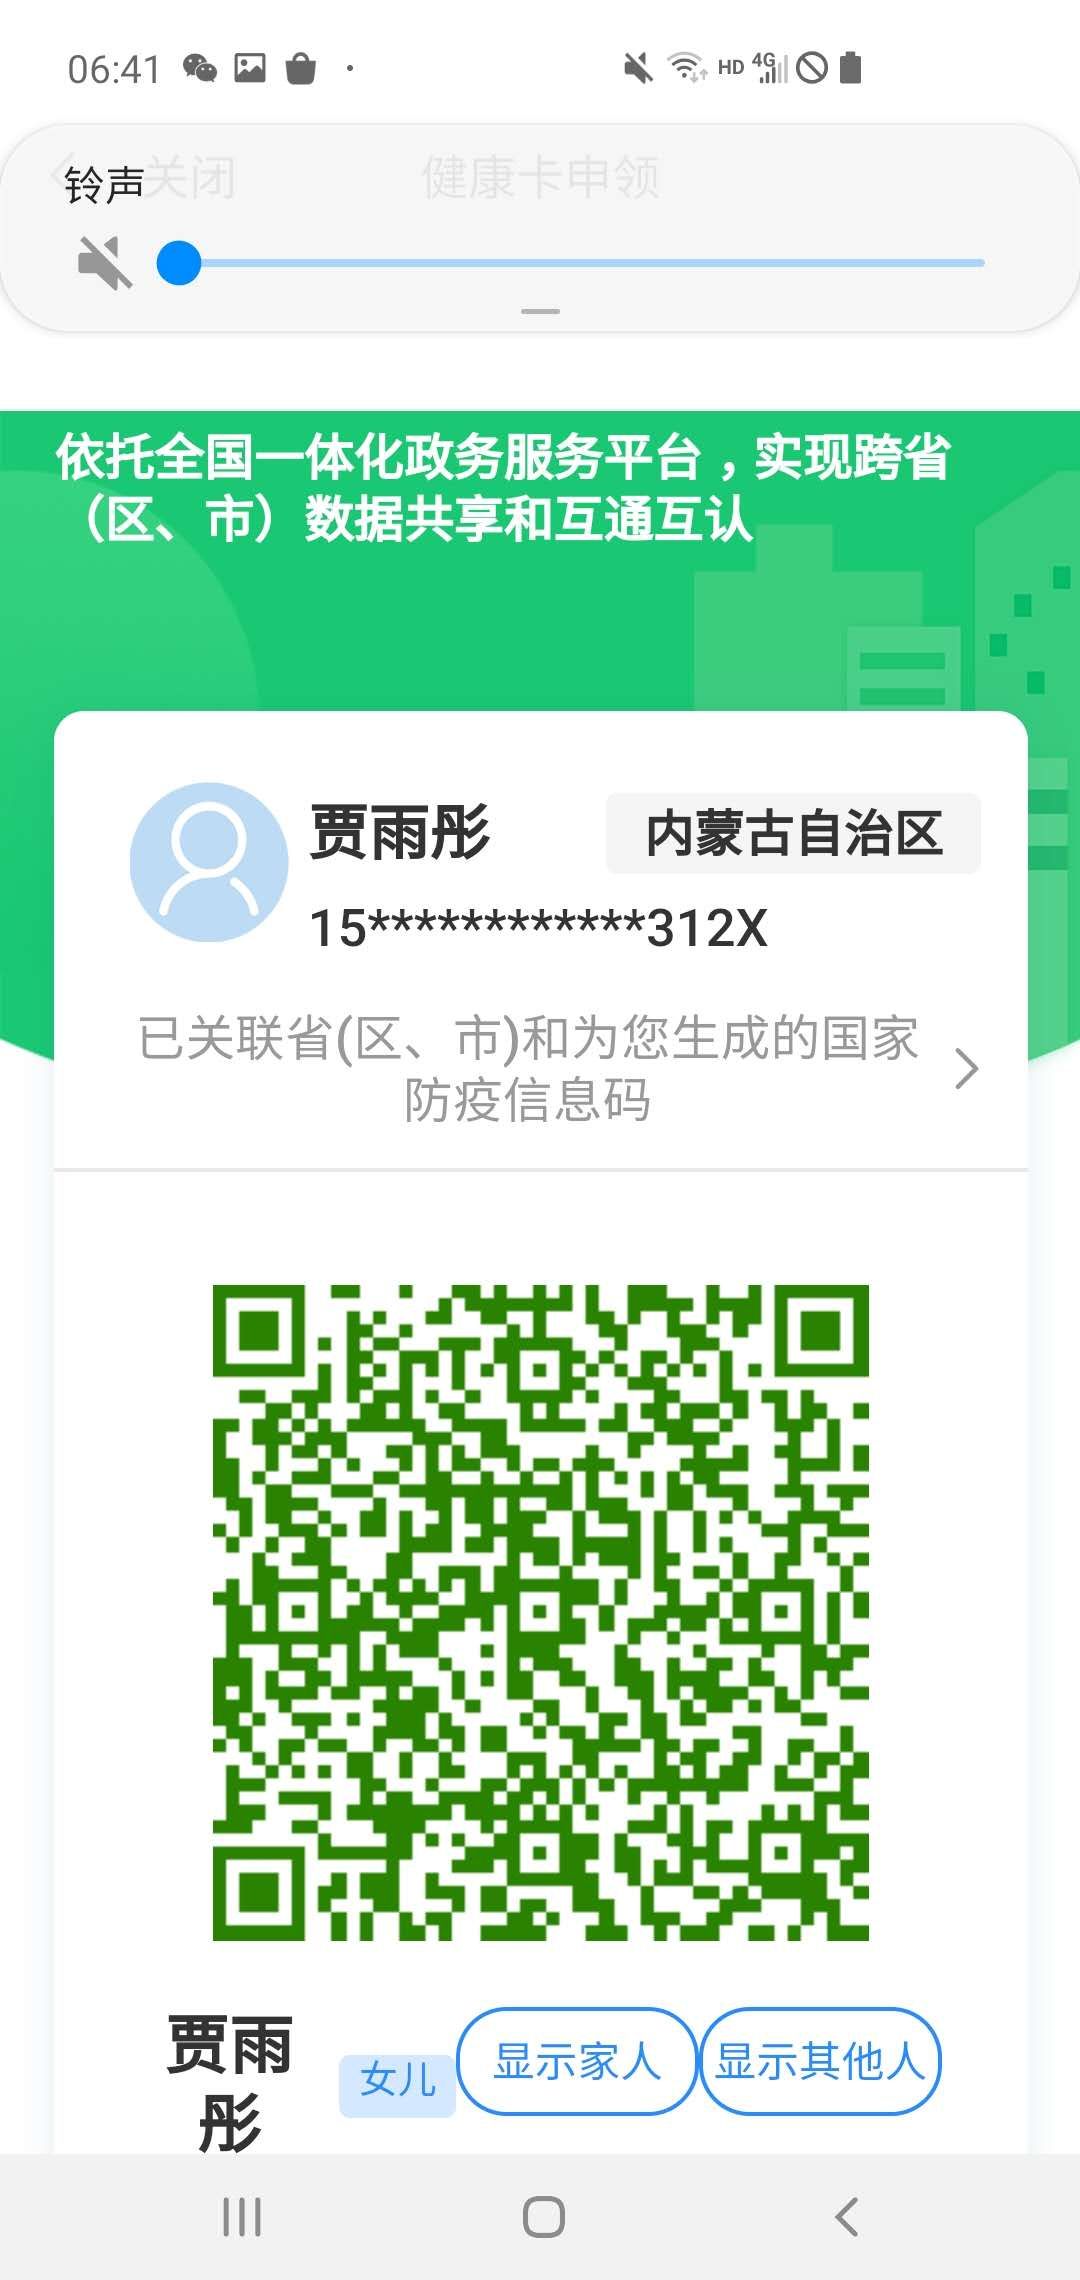 06:41
HD 4G
关闭 健康卡申领
铃声
依托全国一体化政务服务平台，实现跨省
（区、市）数据共享和互通互认
贾雨彤 内蒙古自治区
15************312X
已关联省(区、市)和为您生成的国家
防疫信息码
贾雨
彤
女儿 显示家人 显示其他人